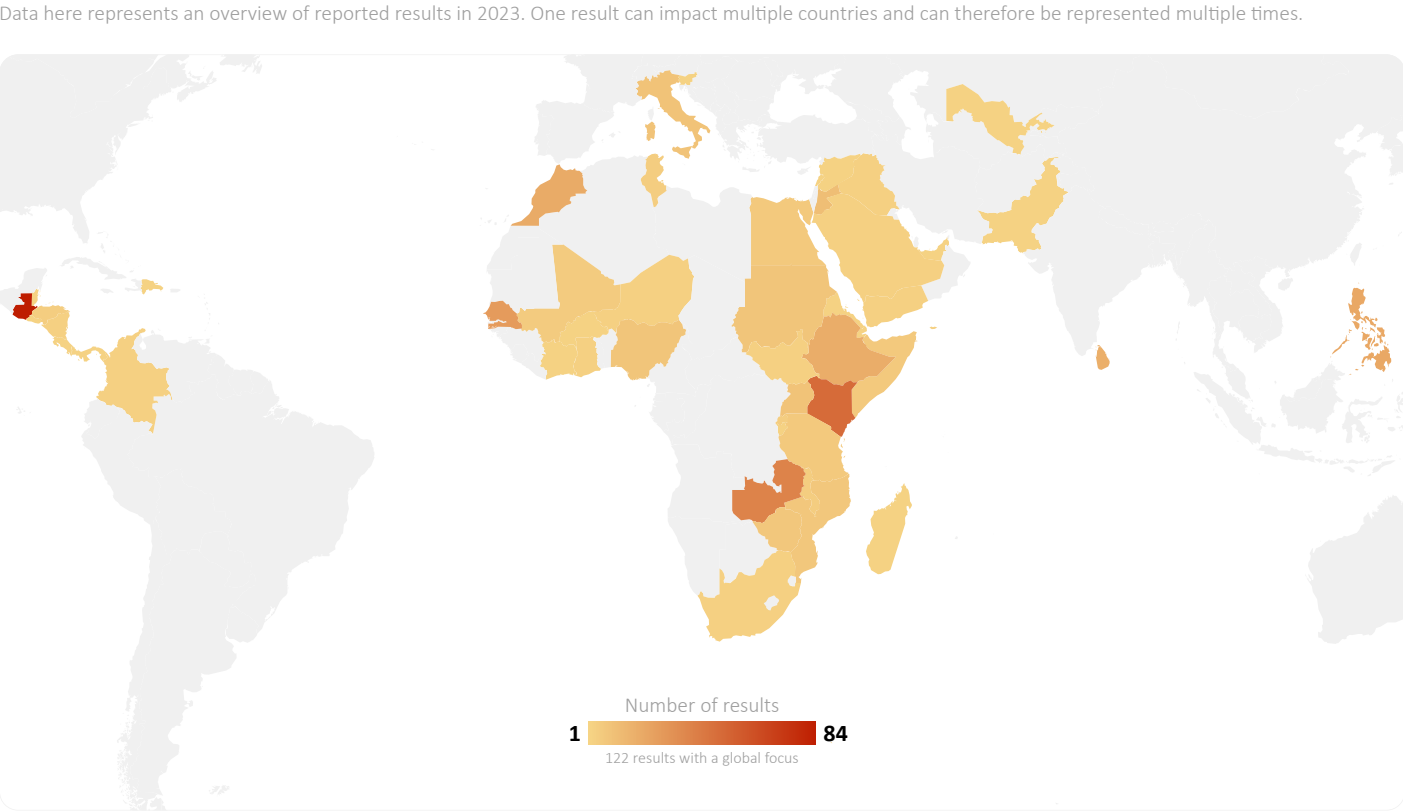 Data here represents an overview of reported results in 2023. One result can impact multiple countries and can therefore be represented multiple times.
Number of results
1 84
122 results with a global focus